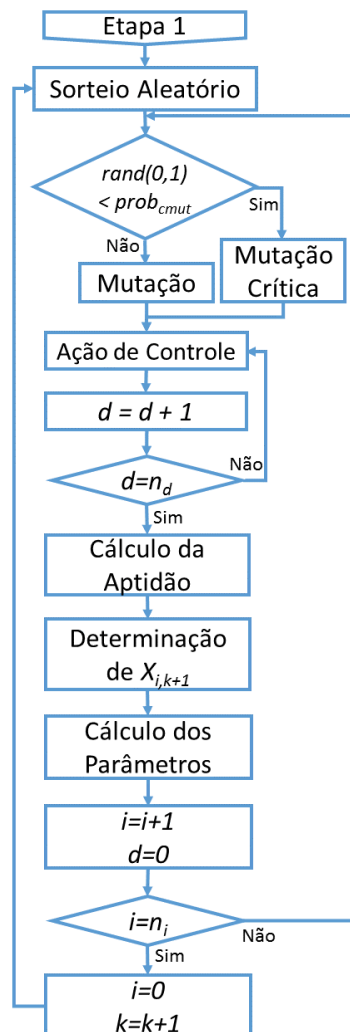 Etapa 1
Sorteio Aleatório
rand(0,1)
< prob_cmut
Sim
Não
Mutação
Mutação
Crítica
Ação de Controle
d = d + 1
Não
d=n_d
Sim
Cálculo da
Aptidão
Determinação
de X_i,k+1
Cálculo dos
Parâmetros
i=i+1
d=0
i=n_i
Não
Sim
i=0
k=k+1